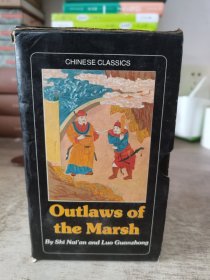 CHINESE CLASSICS
Outlaws of
the Marsh
By Shi Nai'an and Luo Guanzhong